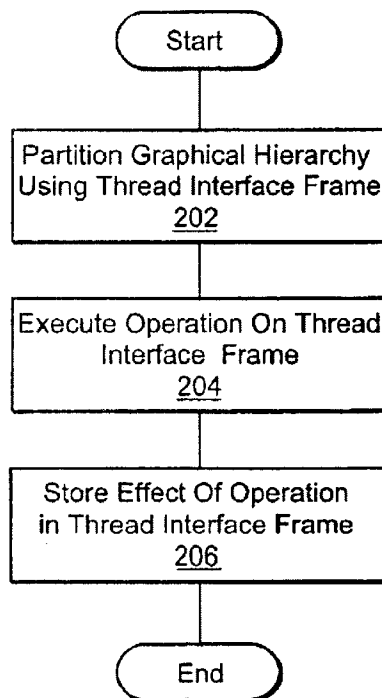 Start
Partition Graphical Hierarchy
Using Thread Interface Frame
202
Execute Operation On Thread
Interface Frame
204
Store Effect Of Operation
in Thread Interface Frame
206
End